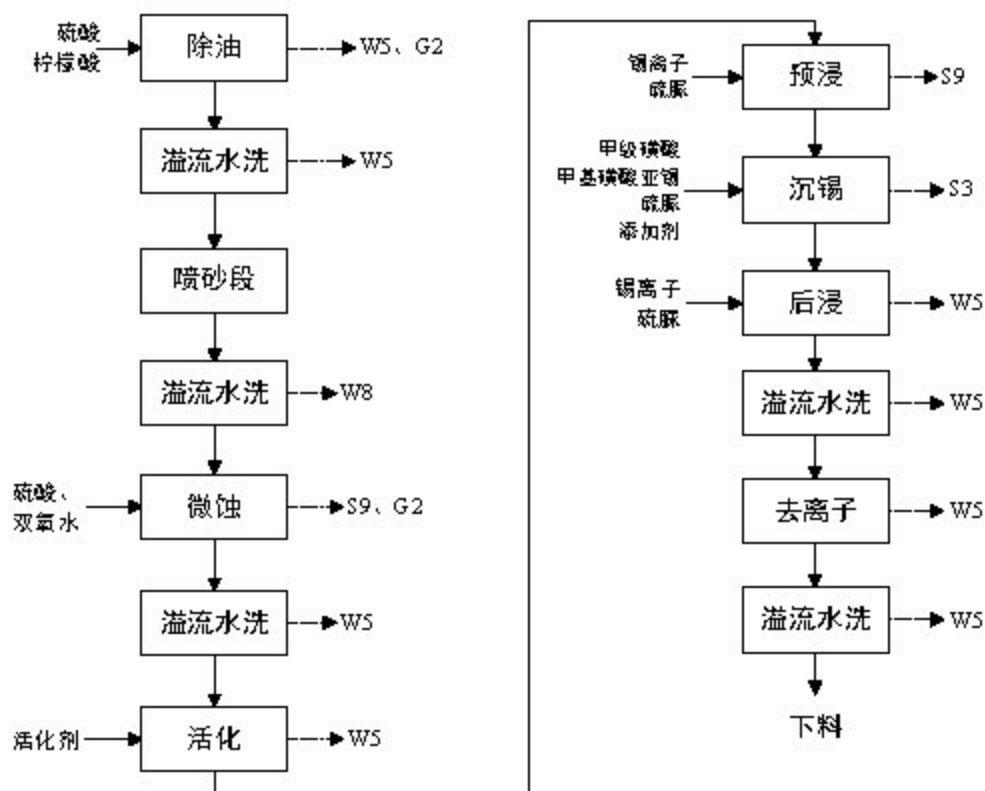 硫酸
柠檬酸
除油
W5、G2
溢流水洗
W5
喷砂段
溢流水洗
W8
硫酸、
双氧水
微蚀
S9、G2
溢流水洗
W5
活化剂
活化
W5
锡离子
硫脲
预浸
S9
甲级磺酸
甲基磺酸亚锡
硫脲
添加剂
沉锡
S3
锡离子
硫脲
后浸
W5
溢流水洗
W5
去离子
W5
溢流水洗
W5
下料